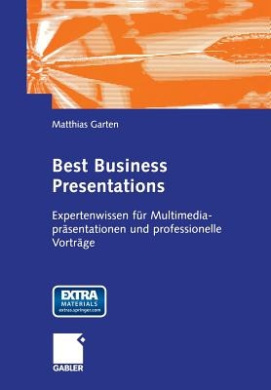 Matthias Garten
Best Business
Presentations
Expertenwissen für Multimedia-
präsentationen und professionelle
Vorträge
EXTRA
MATERIALS
extras.springer.com
GABLER